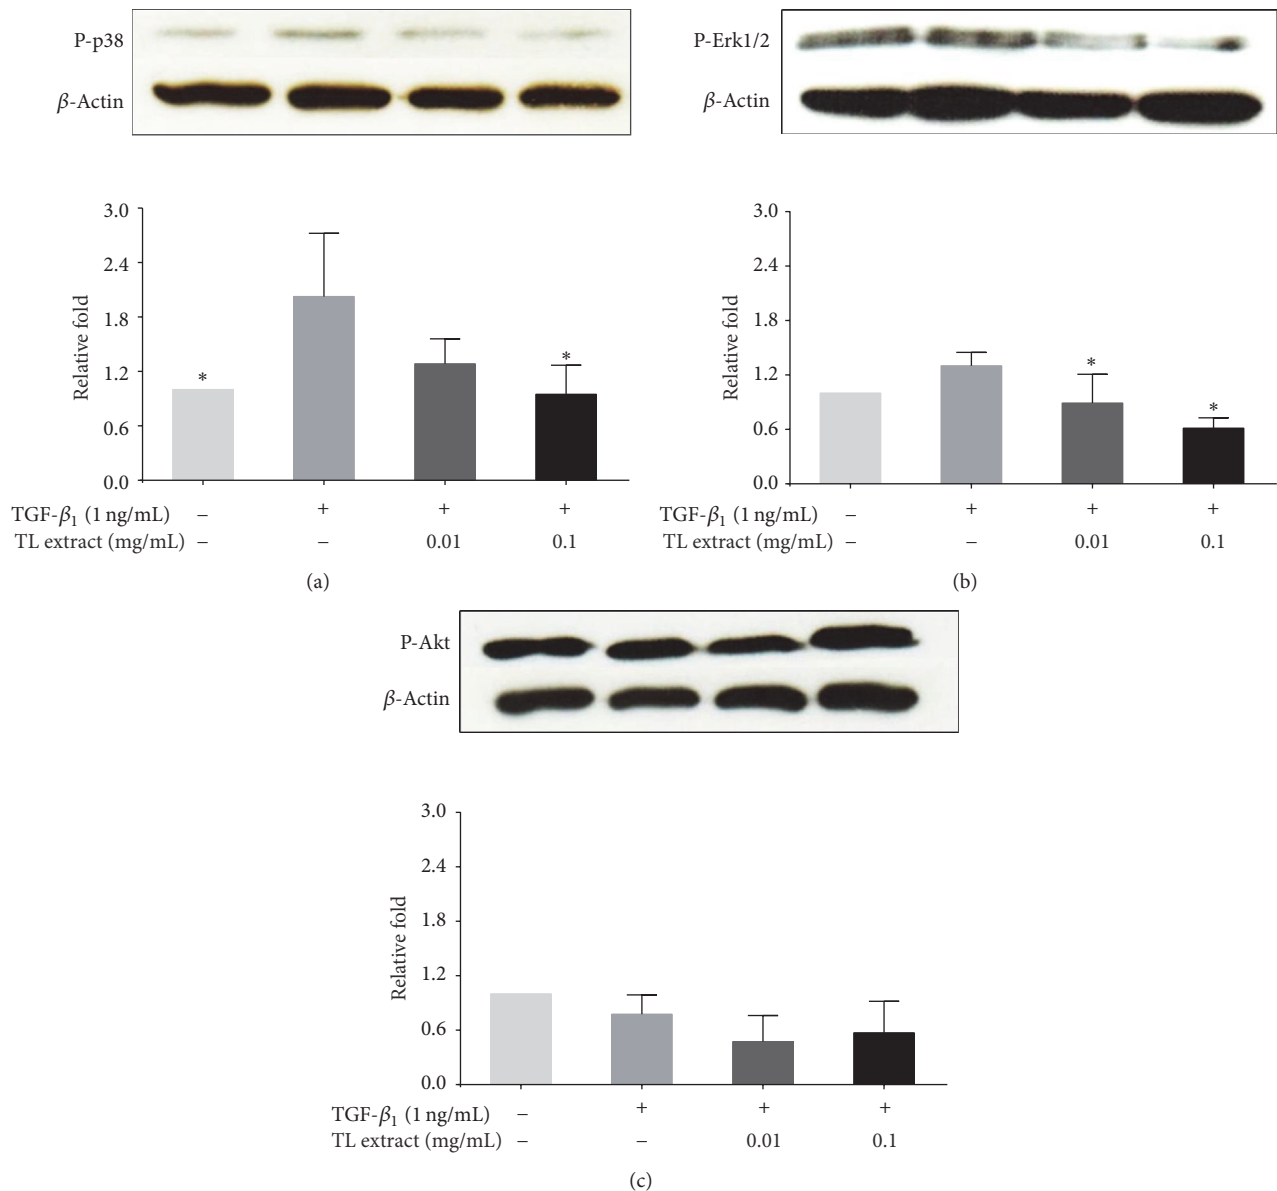 P-p38
β-Actin
Relative fold
3.0
2.4
1.8
1.2
0.6
0.0
*
*
TGF-β₁ (1 ng/mL) − + + +
TL extract (mg/mL) − − 0.01 0.1
(a)
P-Erk1/2
β-Actin
Relative fold
3.0
2.4
1.8
1.2
0.6
0.0
*
*
TGF-β₁ (1 ng/mL) − + + +
TL extract (mg/mL) − − 0.01 0.1
(b)
P-Akt
β-Actin
Relative fold
3.0
2.4
1.8
1.2
0.6
0.0
TGF-β₁ (1 ng/mL) − + + +
TL extract (mg/mL) − − 0.01 0.1
(c)